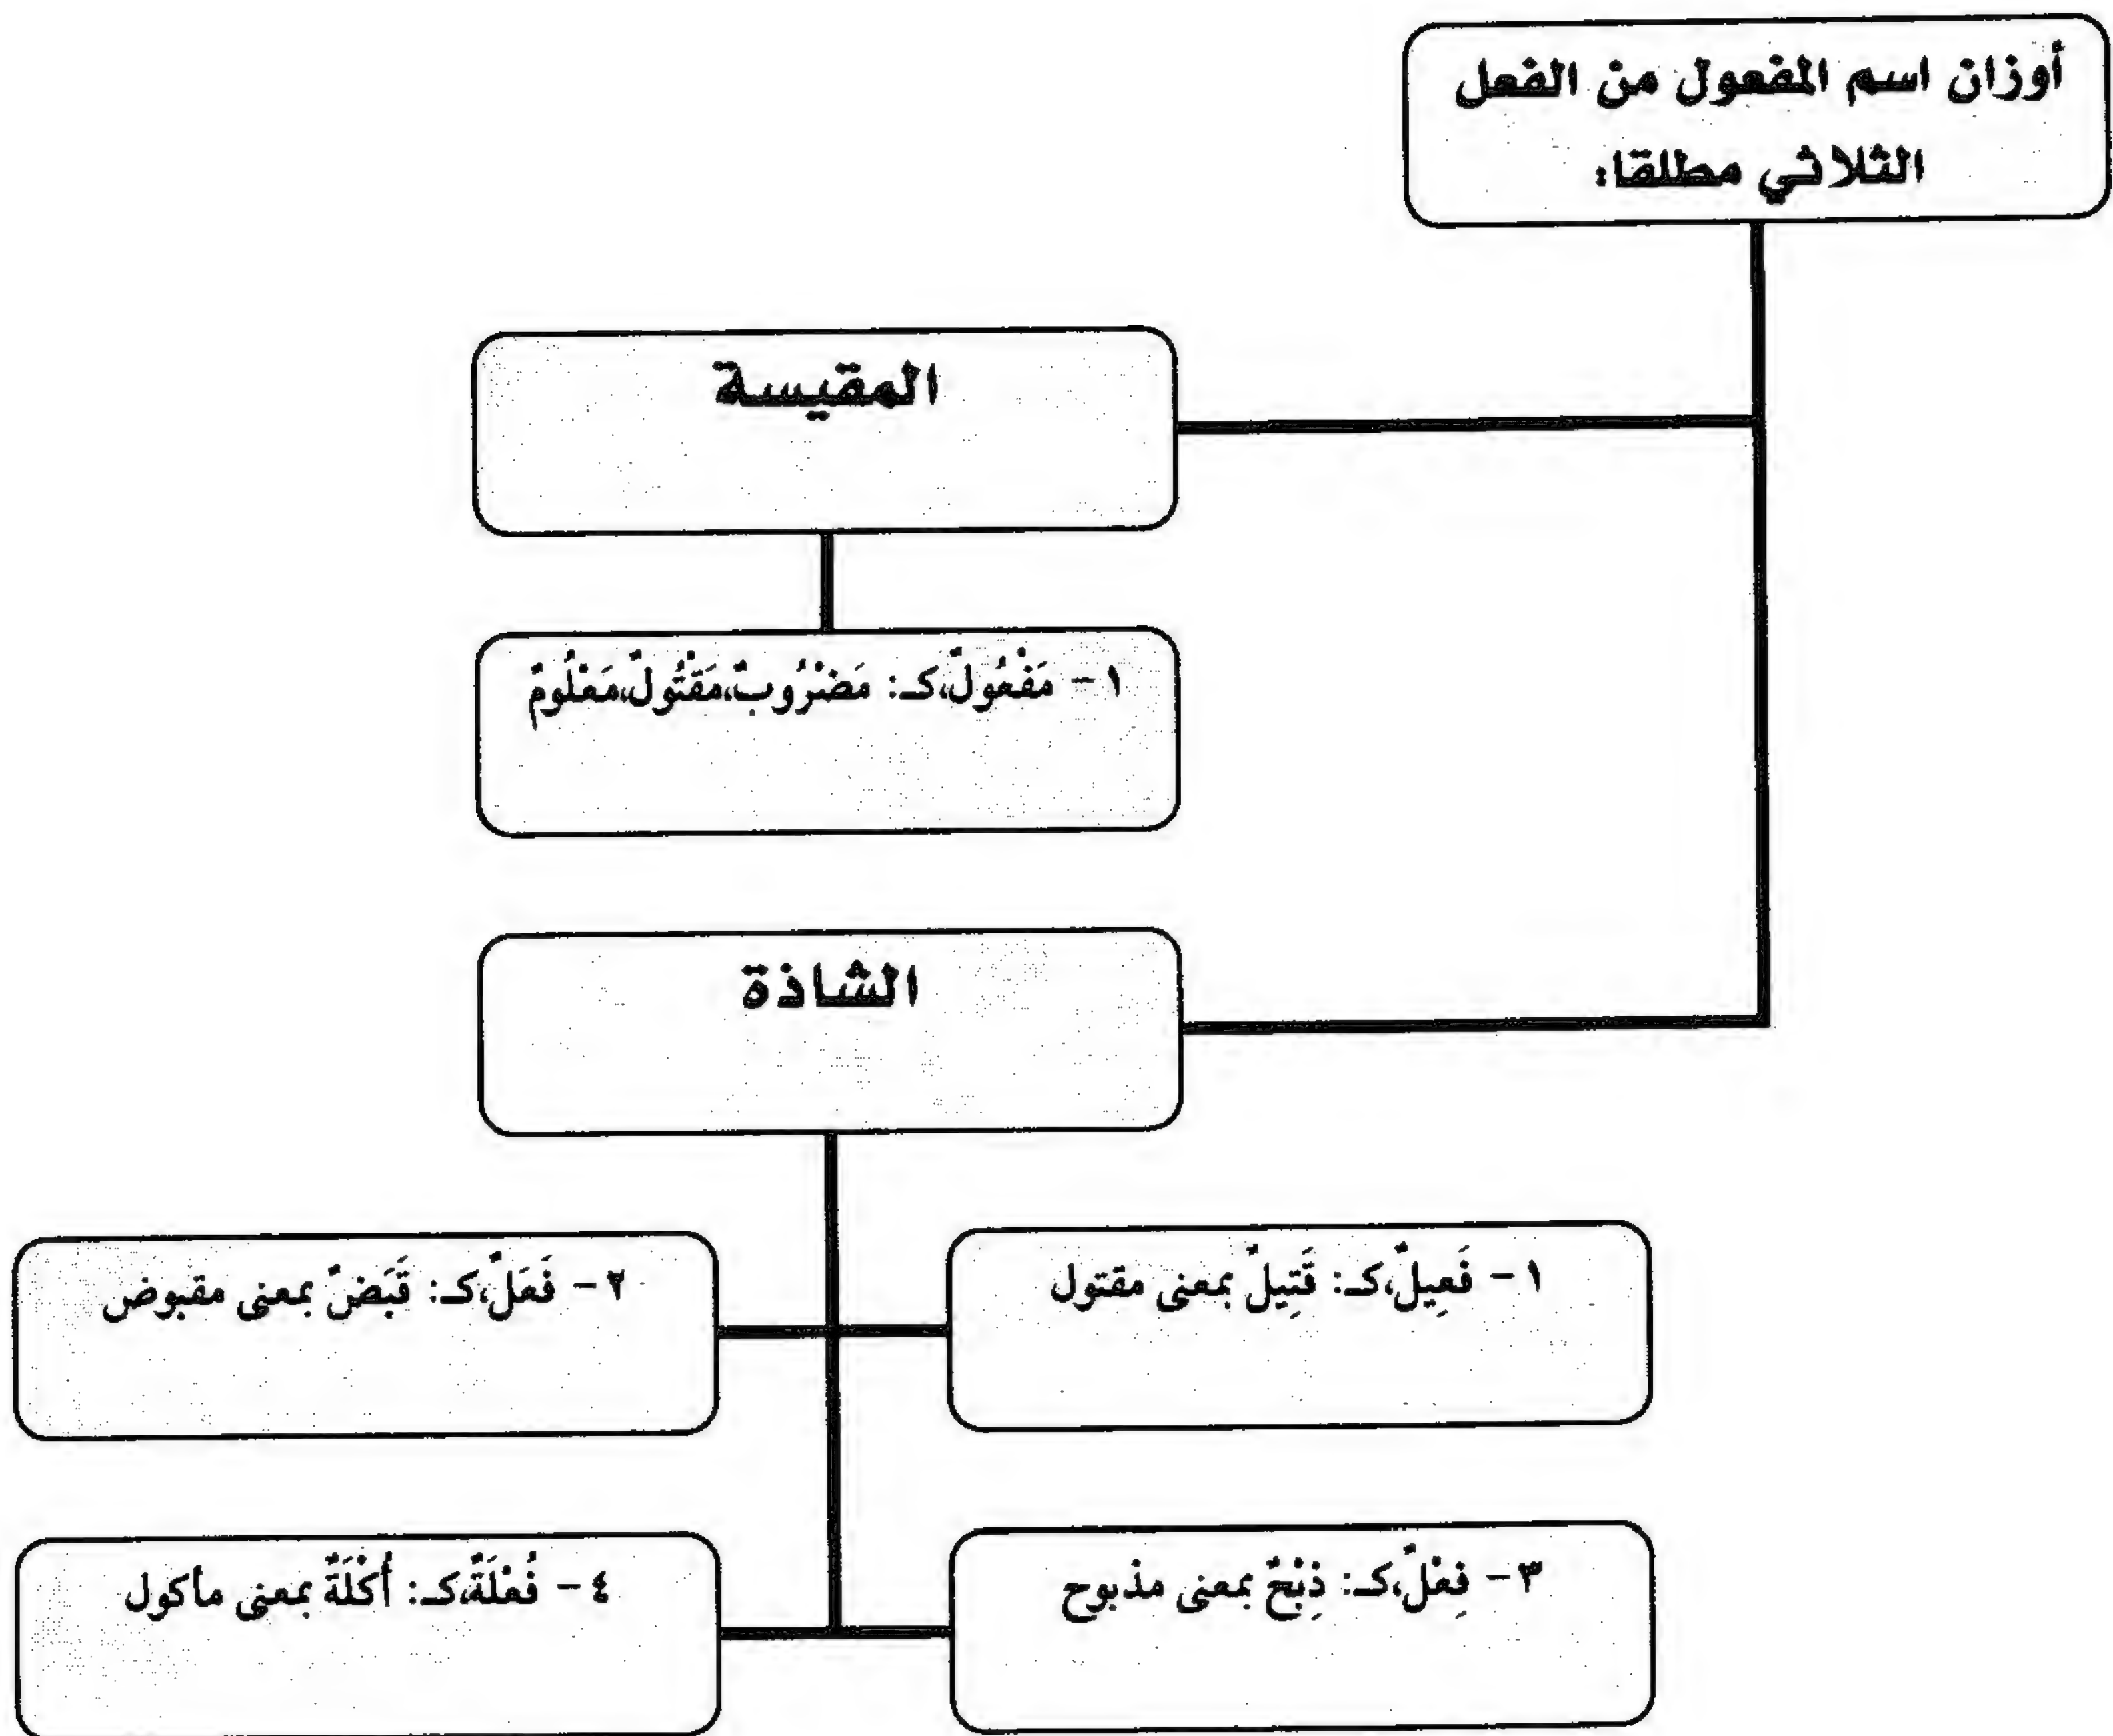 أوزان اسم المفعول من الفعل
الثلاثي مطلقا:
المقيسة
١ - مَفْعُولٌ،كـ: مَضْرُوبٌ،مَقْتُولٌ،مَعْلُومٌ
الشاذة
١ - فَعِيلٌ،كـ: قَتِيلٌ بمعنى مقتول
٢ - فَعَلٌ،كـ: قَبَضٌ بمعنى مقبوض
٣ - فِعْلٌ،كـ: ذِبْحٌ بمعنى مذبوح
٤ - فُعْلَةٌ،كـ: أُكْلَةٌ بمعنى مأكول